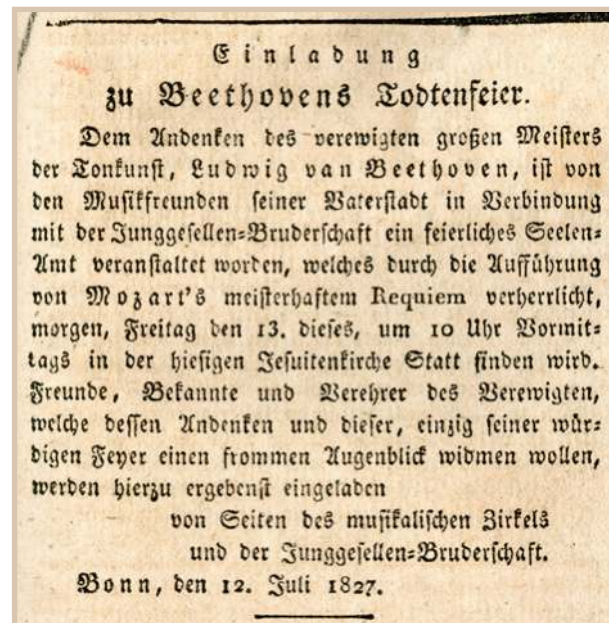 Einladung
zu Beethovens Todtenfeier.
Dem Andenken des verewigten großen Meisters
der Tonkunst, Ludwig van Beethoven, ist von
den Musikfreunden seiner Vaterstadt in Verbindung
mit der Junggesellen-Bruderschaft ein feierliches Seelen-
Amt veranstaltet worden, welches durch die Aufführung
von Mozart's meisterhaftem Requiem verherrlicht,
morgen, Freitag den 13. dieses, um 10 Uhr Vormit-
tags in der hiesigen Jesuitenkirche Statt finden wird.
Freunde, Bekannte und Verehrer des Verewigten,
welche dessen Andenken und dieser, einzig seiner wür-
digen Feyer einen frommen Augenblick widmen wollen,
werden hierzu ergebenst eingeladen
von Seiten des musikalischen Zirkels
und der Junggesellen-Bruderschaft.
Bonn, den 12. Juli 1827.